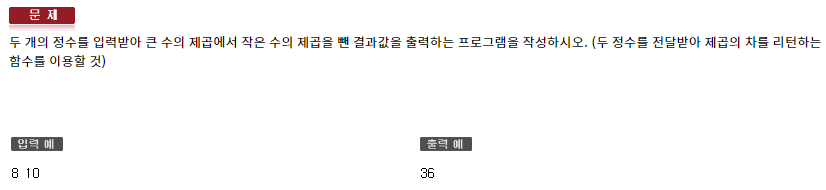 문 제
두 개의 정수를 입력받아 큰 수의 제곱에서 작은 수의 제곱을 뺀 결과값을 출력하는 프로그램을 작성하시오. (두 정수를 전달받아 제곱의 차를 리턴하는
함수를 이용할 것)
입력 예 출력 예
8 10 36